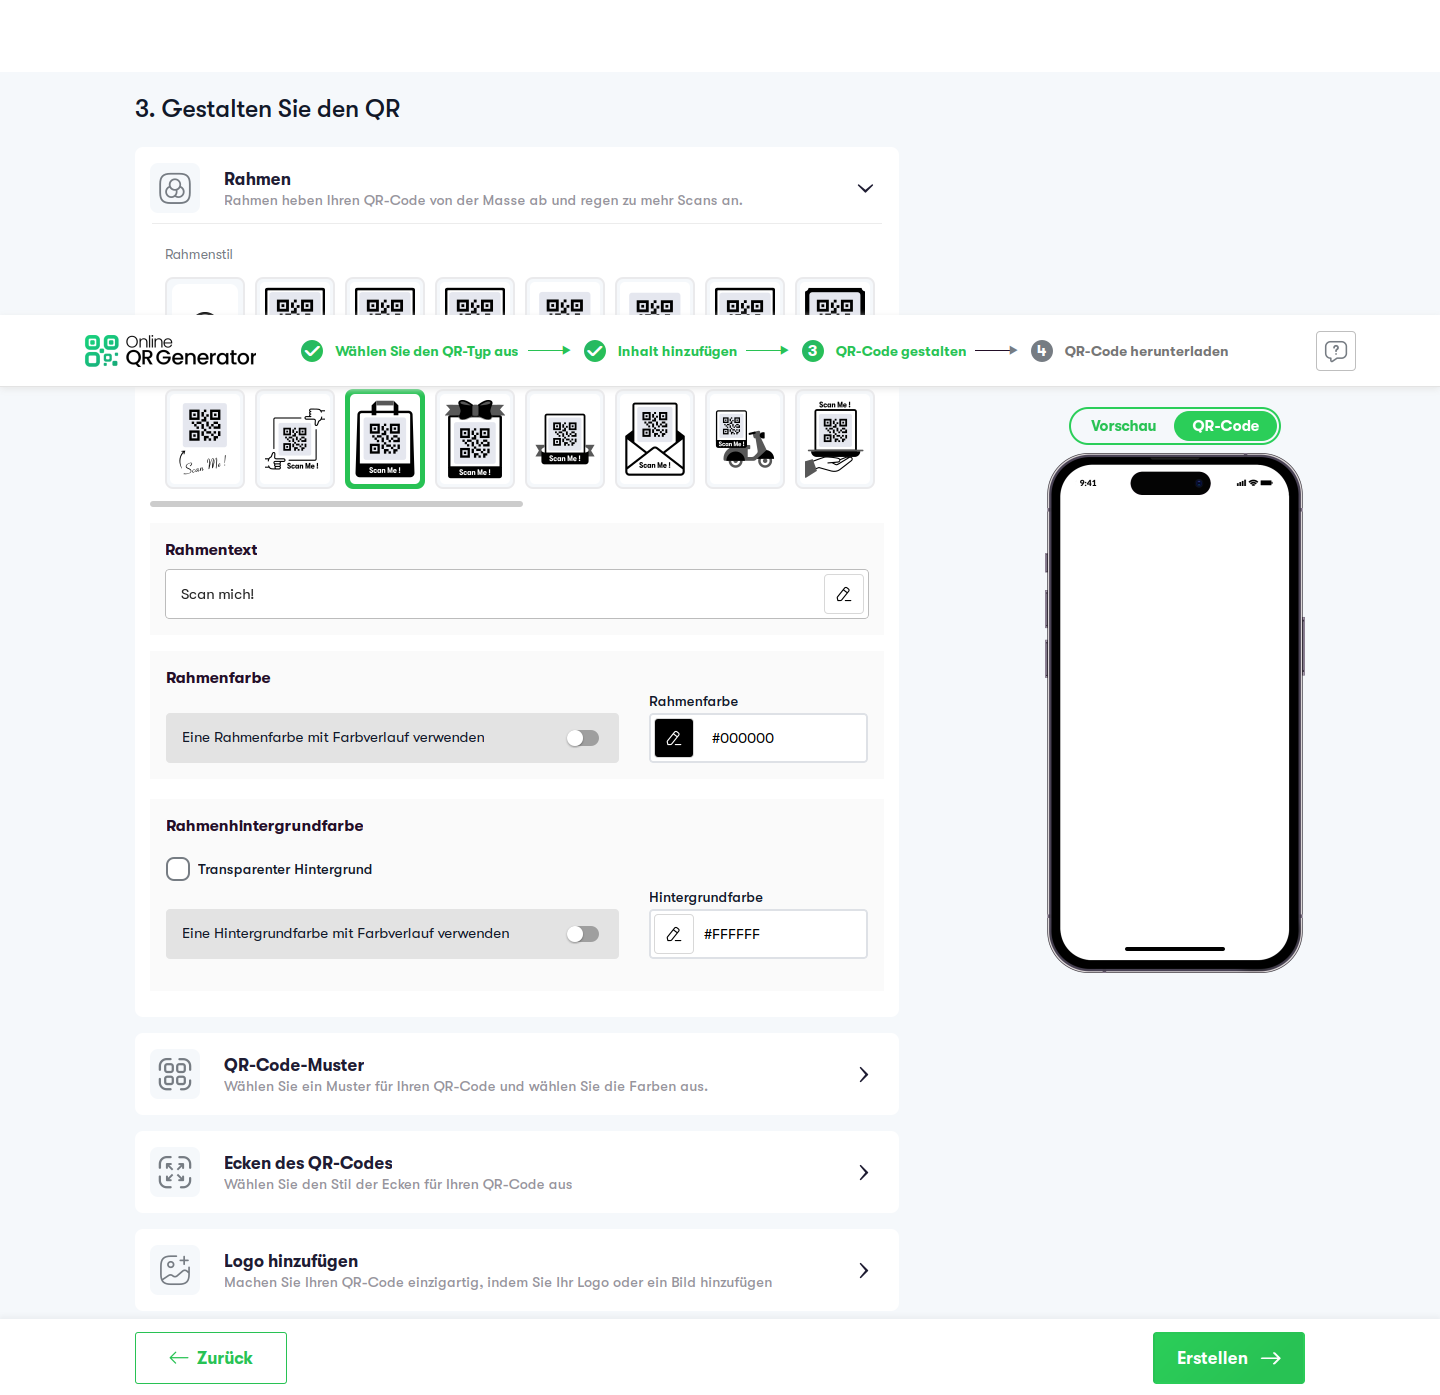 3. Gestalten Sie den QR
Rahmen
Rahmen heben Ihren QR-Code von der Masse ab und regen zu mehr Scans an.
Rahmenstil
Online
QR Generator
Wählen Sie den QR-Typ aus
Inhalt hinzufügen
3 QR-Code gestalten
4 QR-Code herunterladen
?
Scan Me !
Scan Me !
Scan Me !
Scan Me !
Scan Me !
Scan Me !
Scan Me !
Scan Me !
Vorschau
QR-Code
9:41
Rahmentext
Scan mich!
Rahmenfarbe
Rahmenfarbe
Eine Rahmenfarbe mit Farbverlauf verwenden
#000000
Rahmenhintergrundfarbe
Transparenter Hintergrund
Hintergrundfarbe
Eine Hintergrundfarbe mit Farbverlauf verwenden
#FFFFFF
QR-Code-Muster
Wählen Sie ein Muster für Ihren QR-Code und wählen Sie die Farben aus.
Ecken des QR-Codes
Wählen Sie den Stil der Ecken für Ihren QR-Code aus
Logo hinzufügen
Machen Sie Ihren QR-Code einzigartig, indem Sie Ihr Logo oder ein Bild hinzufügen
Zurück
Erstellen